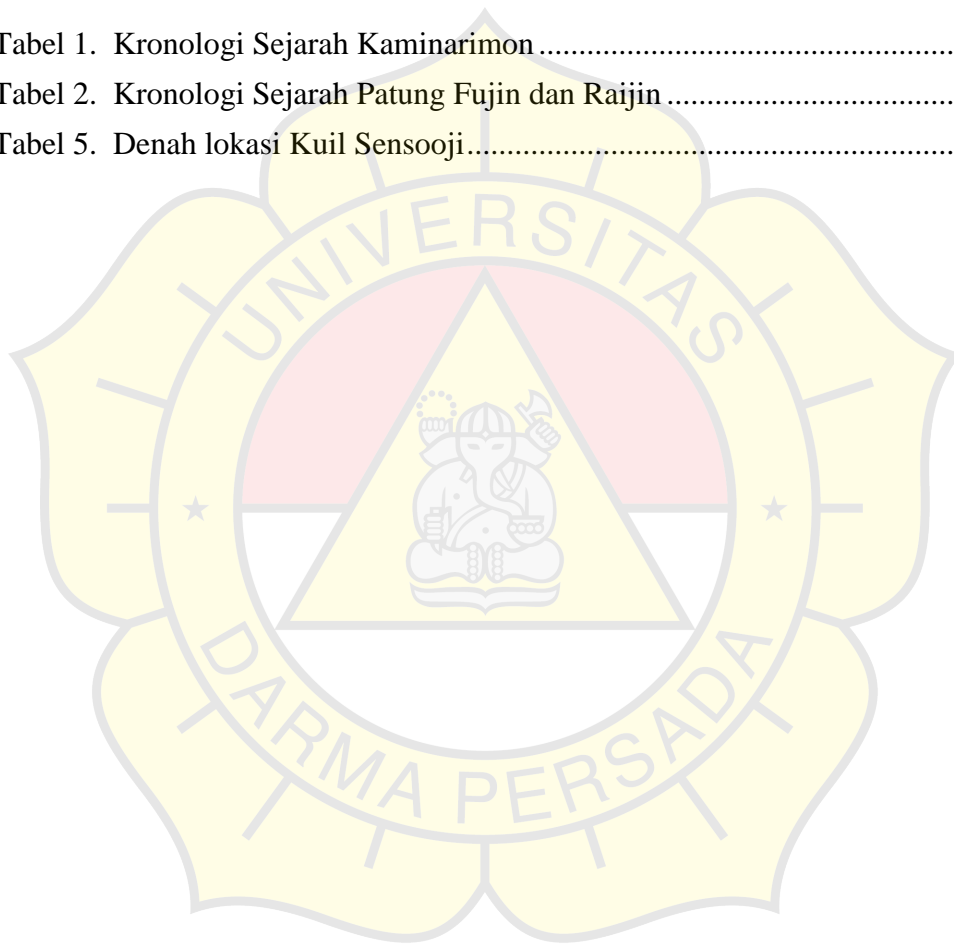 Tabel 1. Kronologi Sejarah Kaminarimon ....................................................
Tabel 2. Kronologi Sejarah Patung Fujin dan Raijin ....................................
Tabel 5. Denah lokasi Kuil Sensooji.............................................................
UNIVERSITAS
DARMA PERSADA